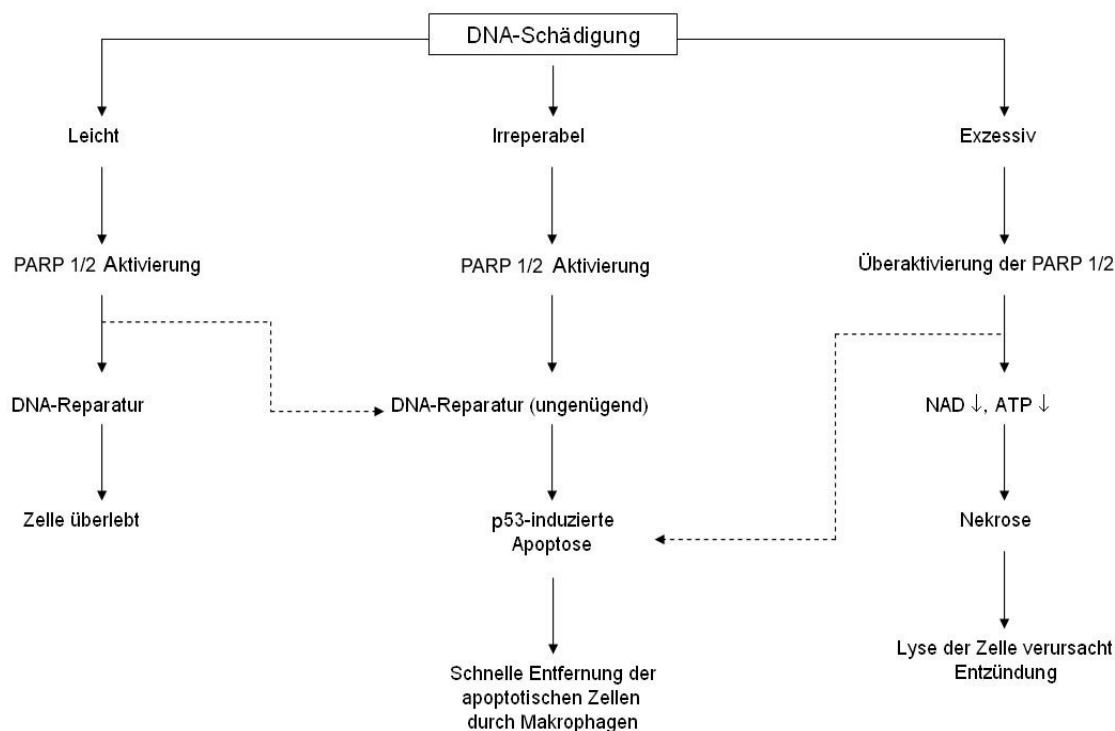 DNA-Schädigung
Leicht
Irreperabel
Exzessiv
PARP 1/2 Aktivierung
PARP 1/2 Aktivierung
Überaktivierung der PARP 1/2
DNA-Reparatur
DNA-Reparatur (ungenügend)
NAD ↓, ATP ↓
Zelle überlebt
p53-induzierte
Apoptose
Nekrose
Schnelle Entfernung der
apoptotischen Zellen
durch Makrophagen
Lyse der Zelle verursacht
Entzündung